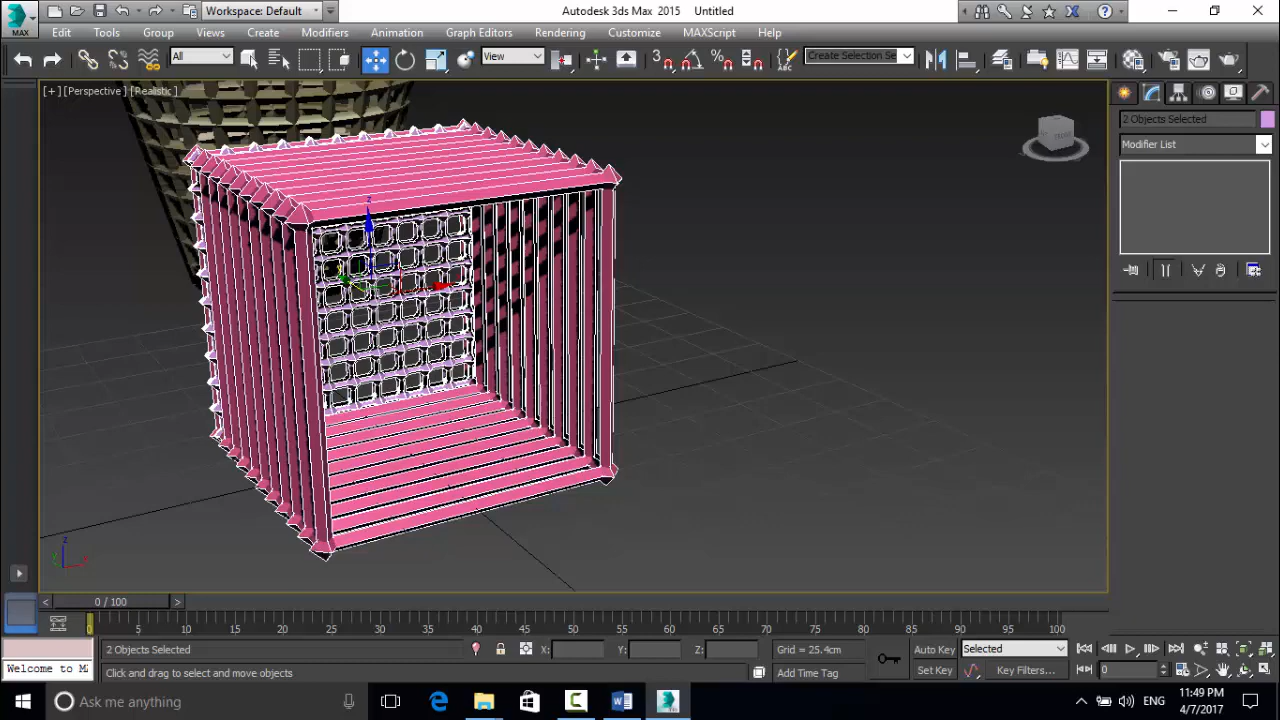 MAX
Workspace: Default
Autodesk 3ds Max 2015 Untitled
Edit Tools Group Views Create Modifiers Animation Graph Editors Rendering Customize MAXScript Help
All View 3 Create Selection Se
[+] [Perspective] [Realistic]
2 Objects Selected
Modifier List
z
z
0 / 100
0 5 10 15 20 25 30 35 40 45 50 55 60 65 70 75 80 85 90 95 100
2 Objects Selected X: Y: Z: Grid = 25.4cm Auto Key Selected
Welcome to M Click and drag to select and move objects Add Time Tag Set Key Key Filters... 0
Ask me anything
ENG
11:49 PM
4/7/2017